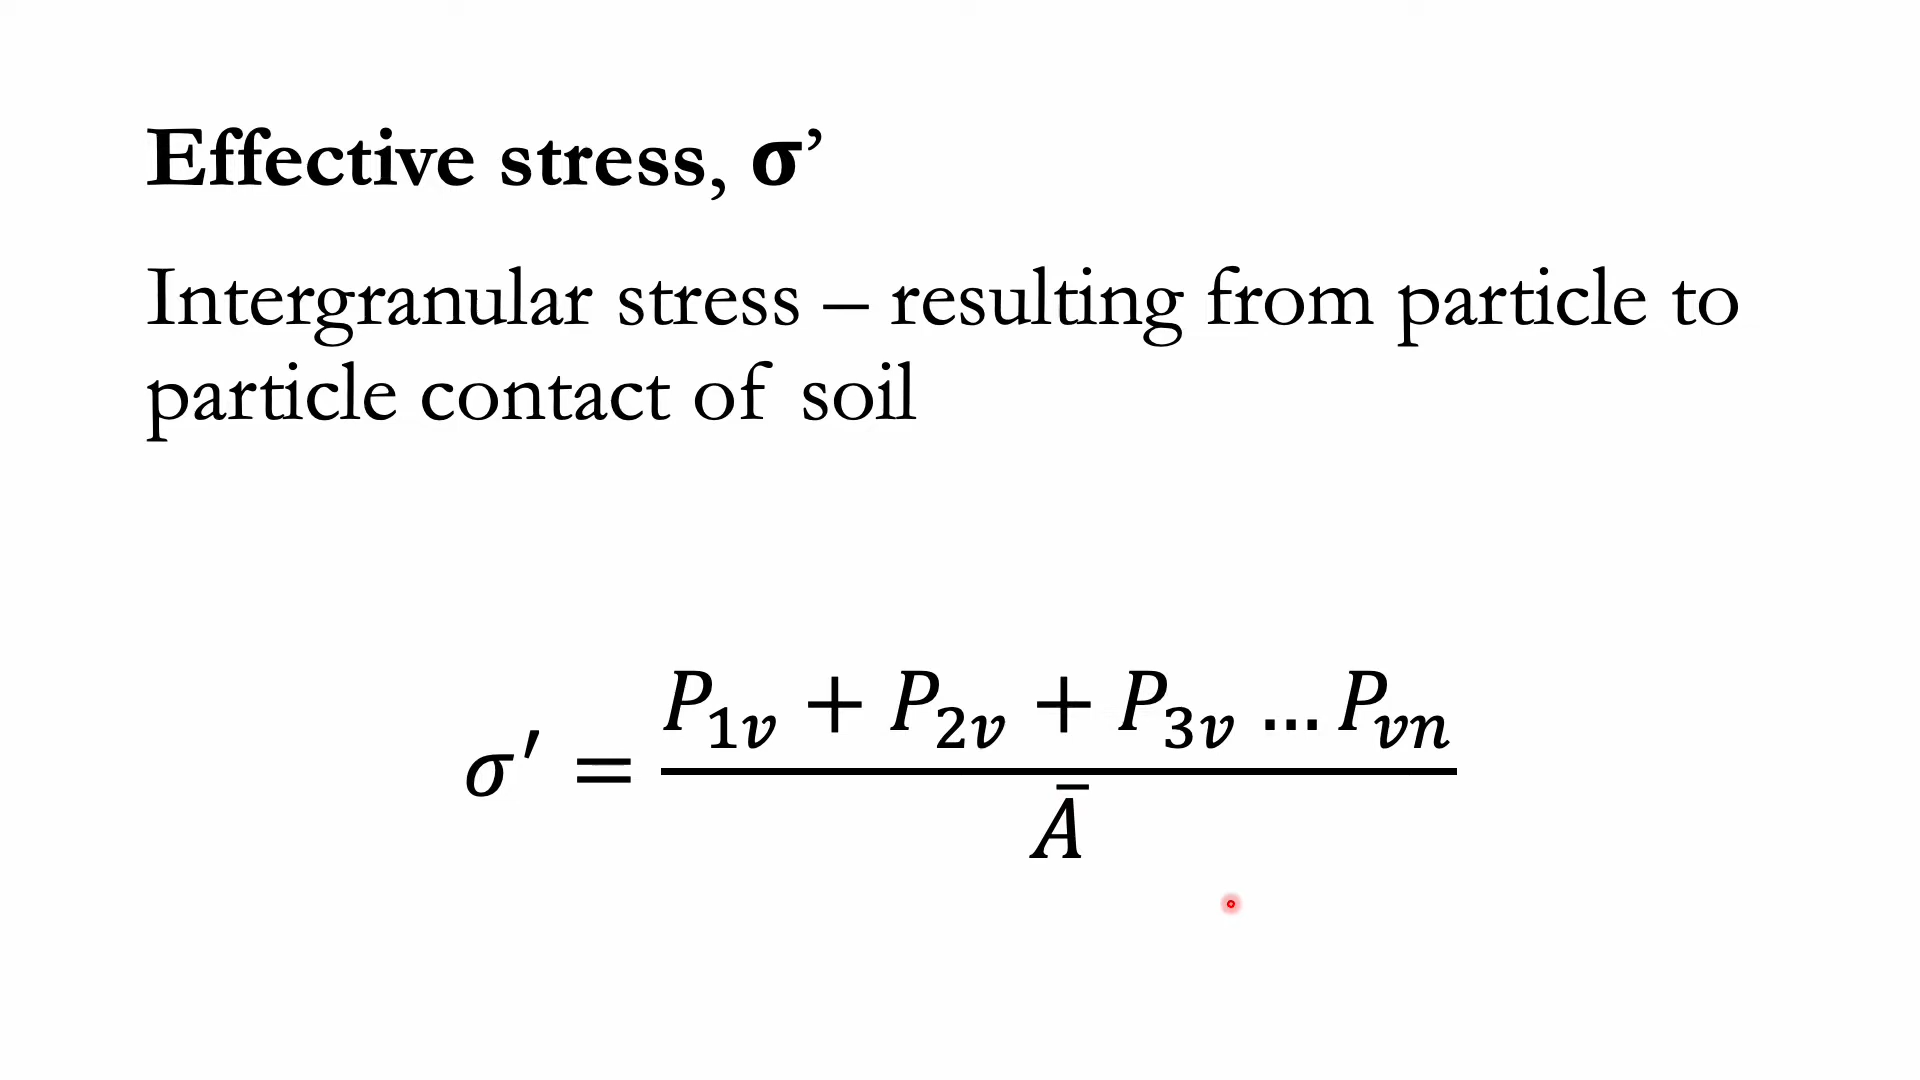 Effective stress, σ’
Intergranular stress – resulting from particle to
particle contact of soil
σ′ = (P₁ᵥ + P₂ᵥ + P₃ᵥ … Pᵥₙ) / Ā